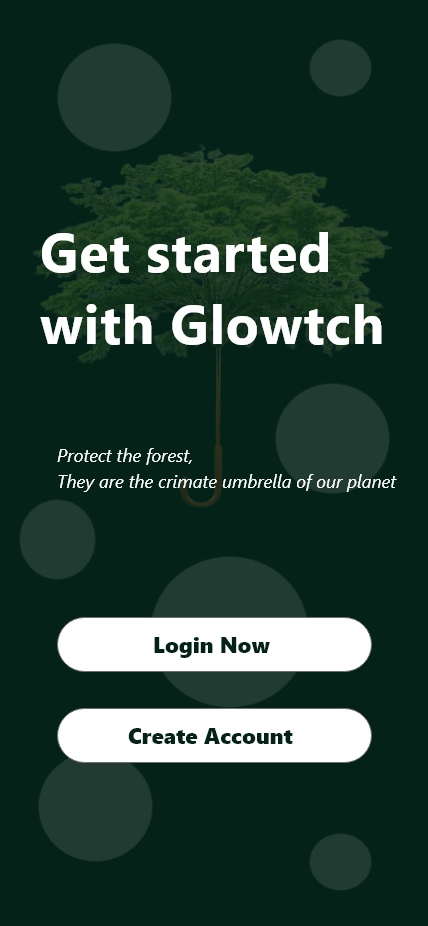 Get started
with Glowtch
Protect the forest,
They are the crimate umbrella of our planet
Login Now
Create Account